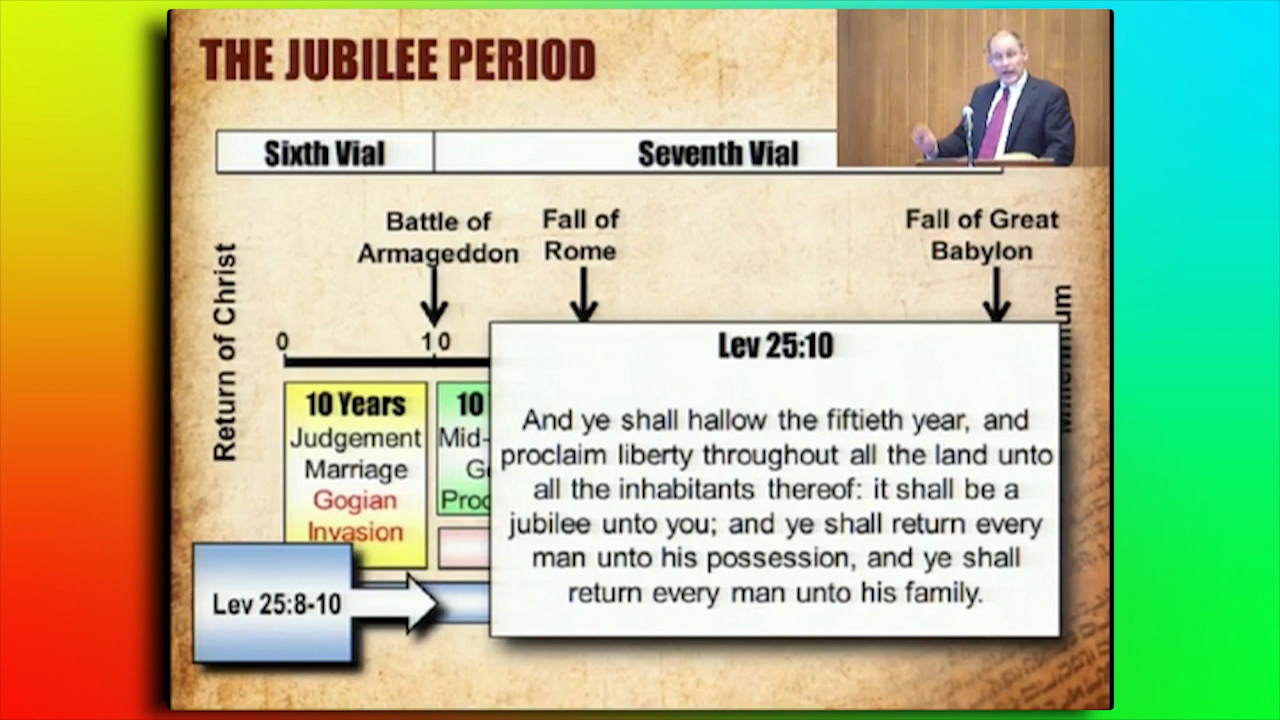 THE JUBILEE PERIOD
Sixth Vial
Seventh Vial
Battle of
Armageddon
Fall of
Rome
Fall of Great
Babylon
Return of Christ
0
10
10 Years
Judgement
Marriage
Gogian
Invasion
10
Mid-
Lev 25:8-10
Lev 25:10
And ye shall hallow the fiftieth year, and
proclaim liberty throughout all the land unto
all the inhabitants thereof: it shall be a
jubilee unto you; and ye shall return every
man unto his possession, and ye shall
return every man unto his family.